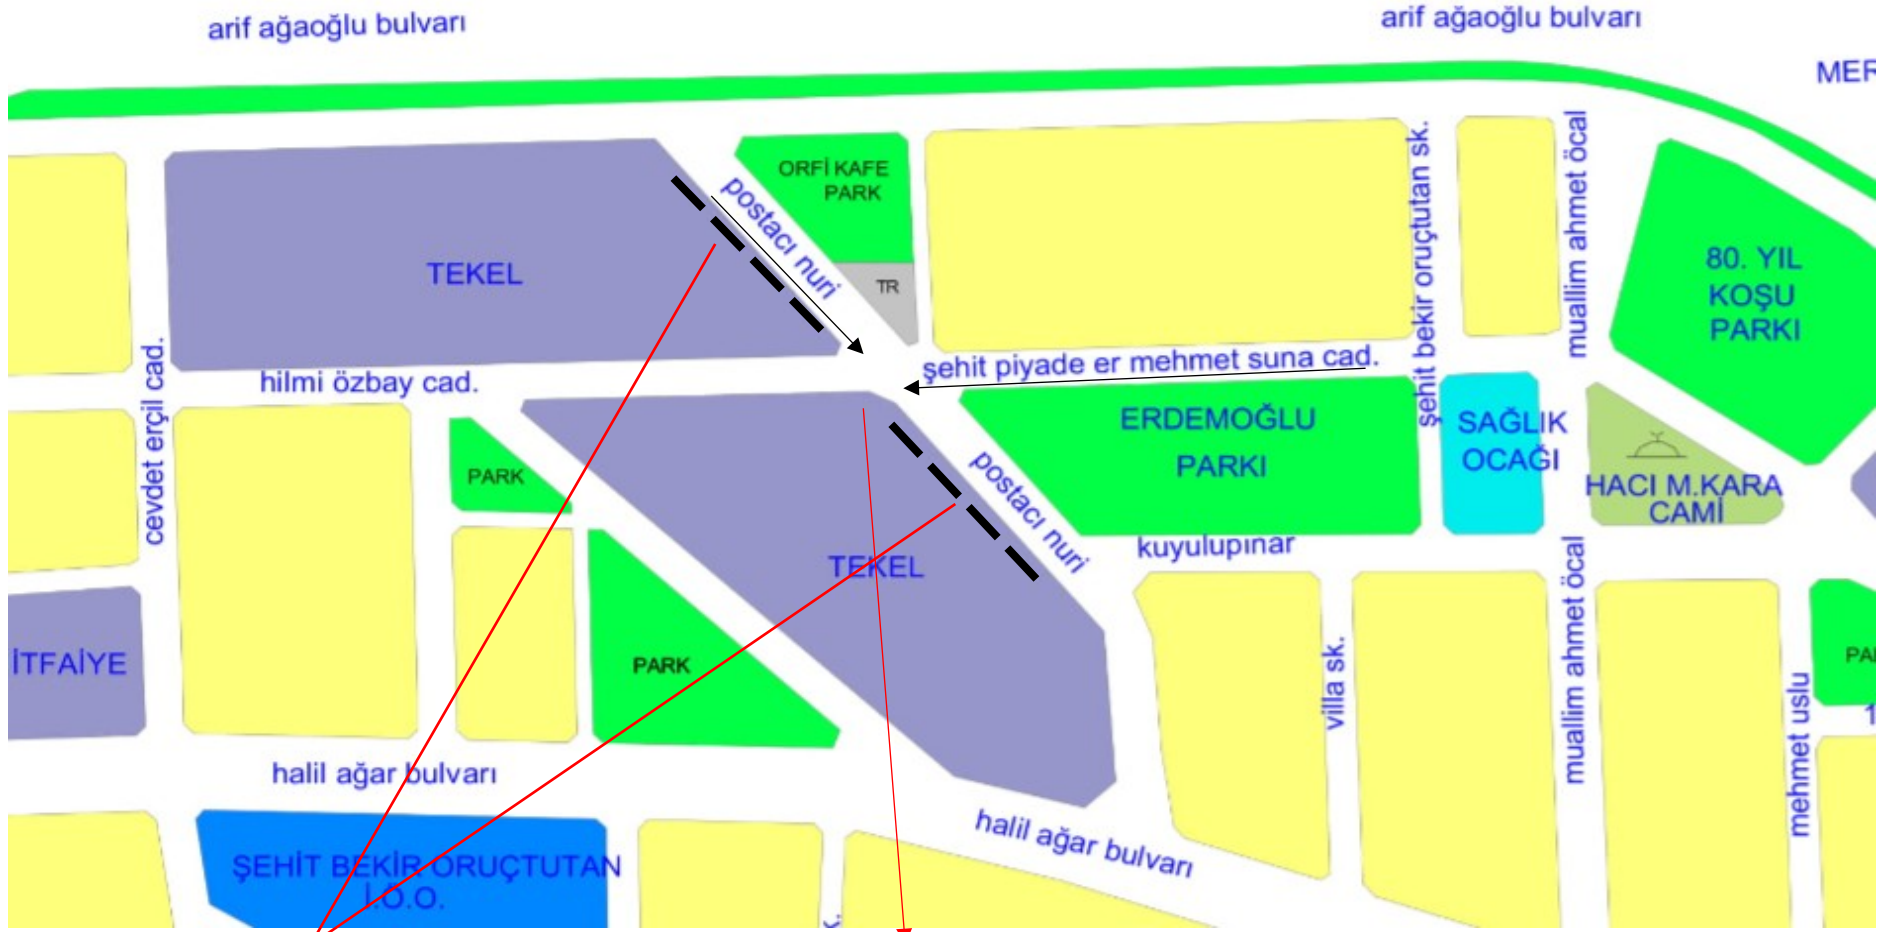 arif ağaoğlu bulvarı
arif ağaoğlu bulvarı
MER
ORFİ KAFE
PARK
postacı nuri
TR
TEKEL
şehit bekir oruçtutan sk.
muallim ahmet öcal
80. YIL
KOŞU
PARKI
cevdet erçil cad.
hilmi özbay cad.
şehit piyade er mehmet suna cad.
ERDEMOĞLU
PARKI
SAĞLIK
OCAĞI
HACI M.KARA
CAMİ
PARK
postacı nuri
kuyulupınar
TEKEL
İTFAİYE
PARK
villa sk.
muallim ahmet öcal
mehmet uslu
PA
1
halil ağar bulvarı
halil ağar bulvarı
ŞEHİT BEKİR ORUÇTUTAN
İ.Ö.O.